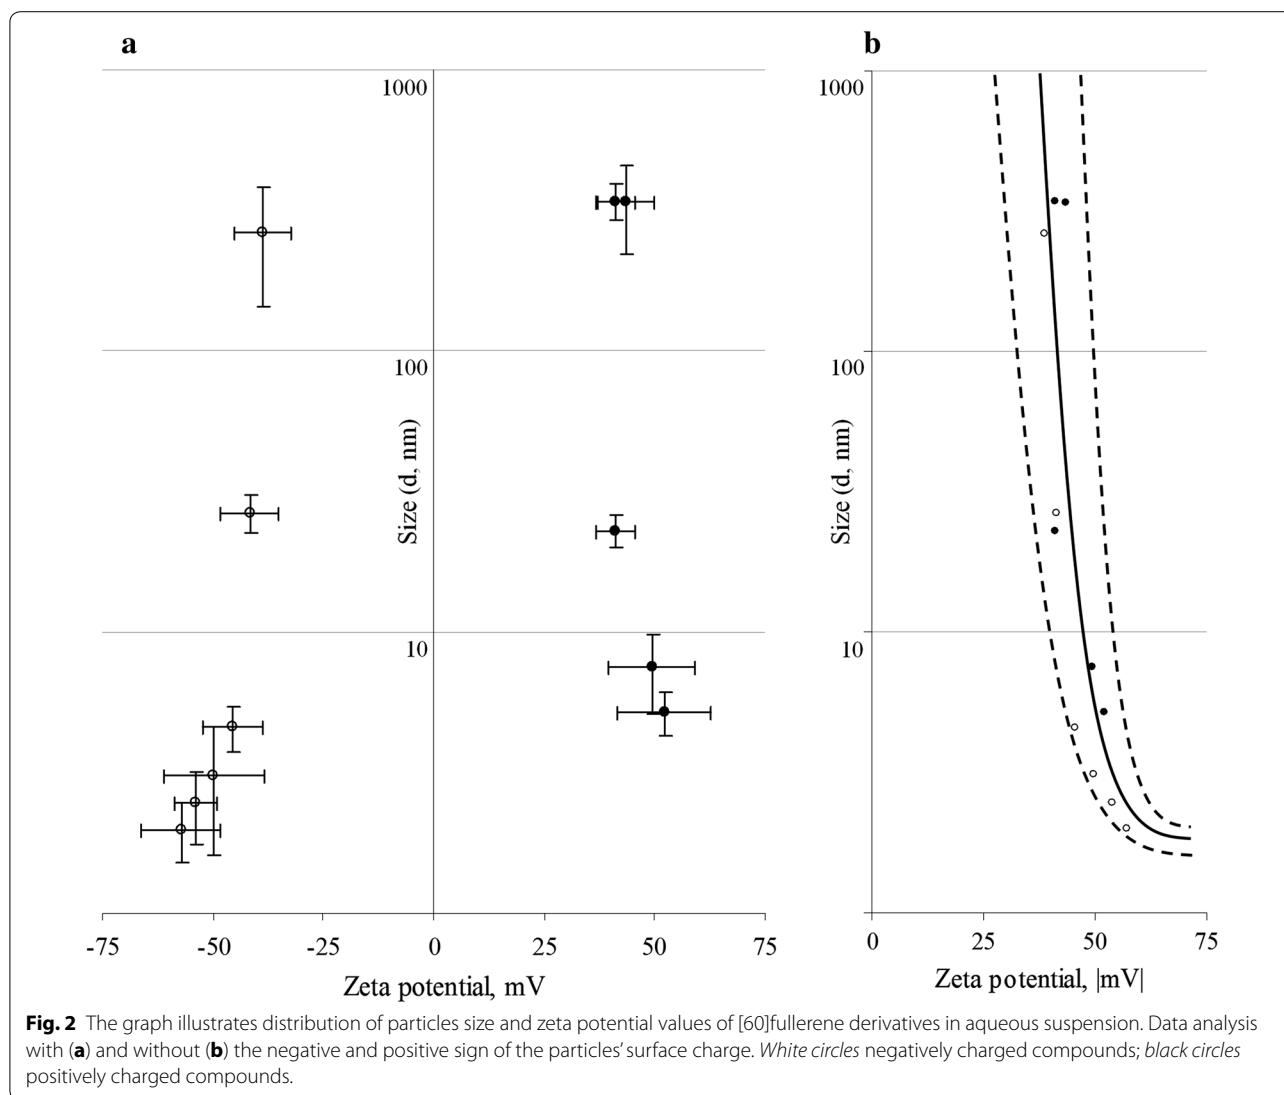 a
b
1000
100
10
Size (d, nm)
-75
-50
-25
0
25
50
75
Zeta potential, mV
1000
100
10
Size (d, nm)
0
25
50
75
Zeta potential, |mV|
Fig. 2 The graph illustrates distribution of particles size and zeta potential values of [60]fullerene derivatives in aqueous suspension. Data analysis
with (a) and without (b) the negative and positive sign of the particles' surface charge. White circles negatively charged compounds; black circles
positively charged compounds.